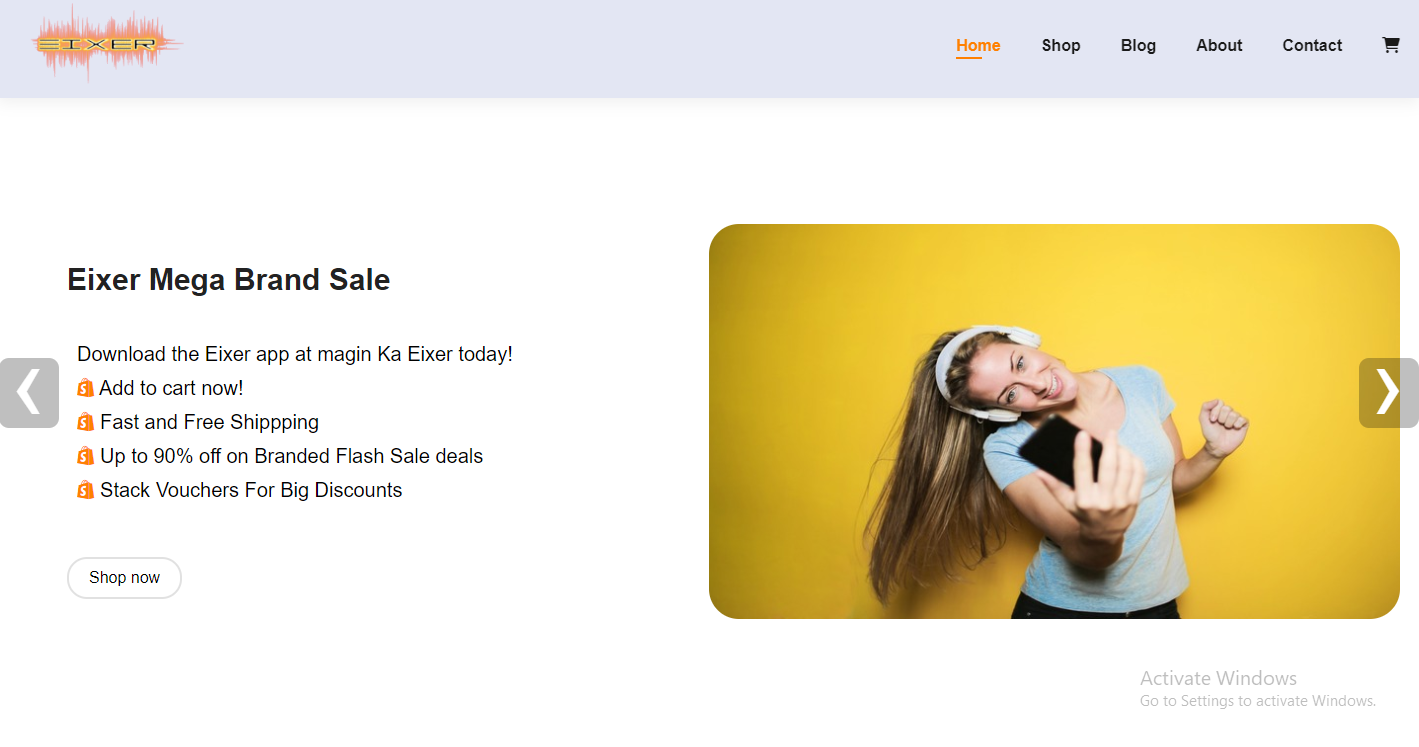 EIXER
Home
Shop
Blog
About
Contact
Eixer Mega Brand Sale
Download the Eixer app at magin Ka Eixer today!
Add to cart now!
Fast and Free Shippping
Up to 90% off on Branded Flash Sale deals
Stack Vouchers For Big Discounts
Shop now
Activate Windows
Go to Settings to activate Windows.